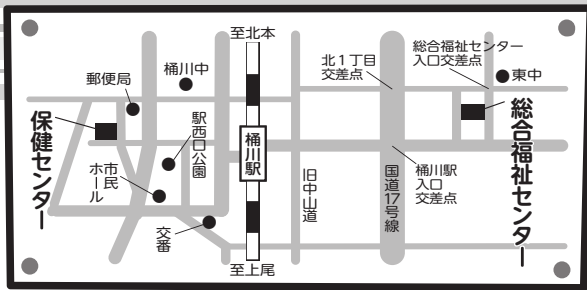 至北本
郵便局
桶川中
保健センター
駅西口公園
市民
ホール
交番
桶川駅
至上尾
旧中山道
北1丁目
交差点
国道17号線
桶川駅
入口
交差点
総合福祉センター
入口交差点
東中
総合福祉センター